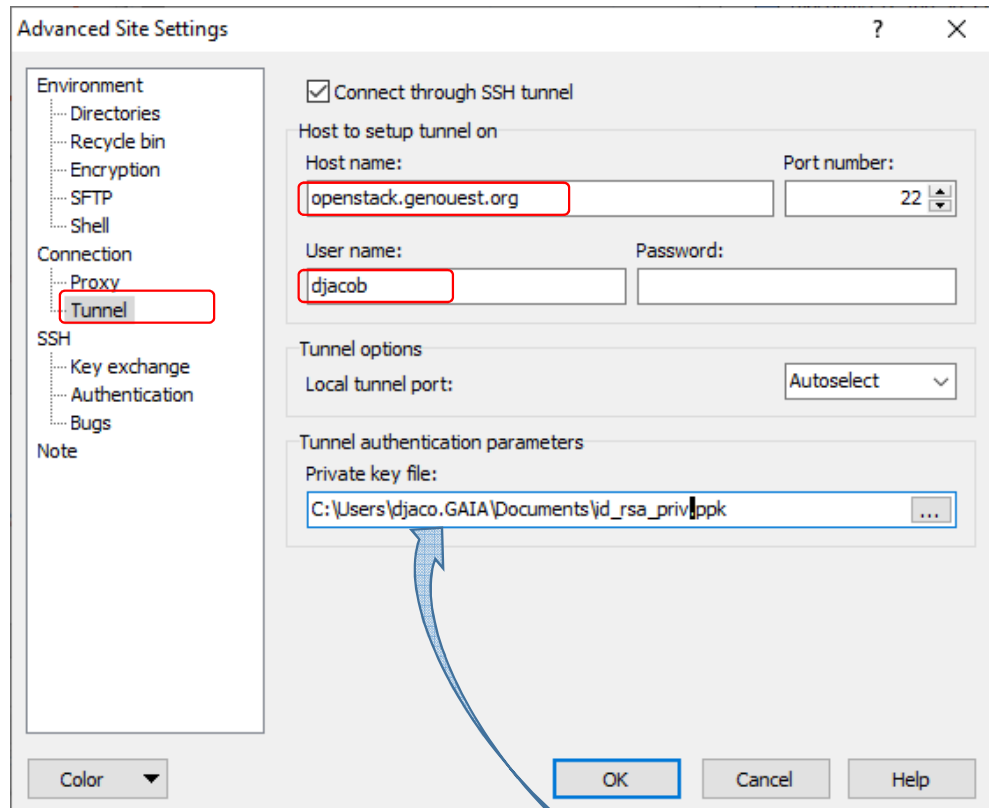 Advanced Site Settings ?
Environment
Directories
Recycle bin
Encryption
SFTP
Shell
Connection
Proxy
Tunnel
SSH
Key exchange
Authentication
Bugs
Note
Connect through SSH tunnel
Host to setup tunnel on
Host name: Port number:
openstack.genouest.org 22
User name: Password:
djacob
Tunnel options
Local tunnel port: Autoselect
Tunnel authentication parameters
Private key file:
C:\Users\djaco.GAIA\Documents\id_rsa_priv.ppk ...
Color OK Cancel Help